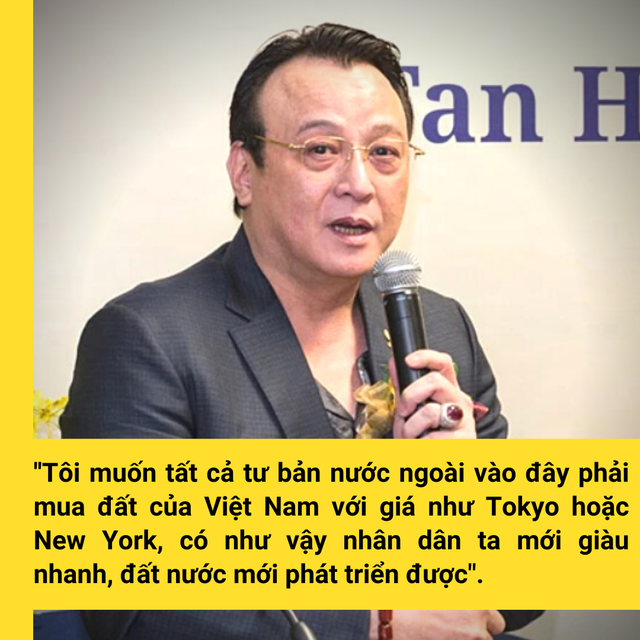 Tan H
"Tôi muốn tất cả tư bản nước ngoài vào đây phải
mua đất của Việt Nam với giá như Tokyo hoặc
New York, có như vậy nhân dân ta mới giàu
nhanh, đất nước mới phát triển được".